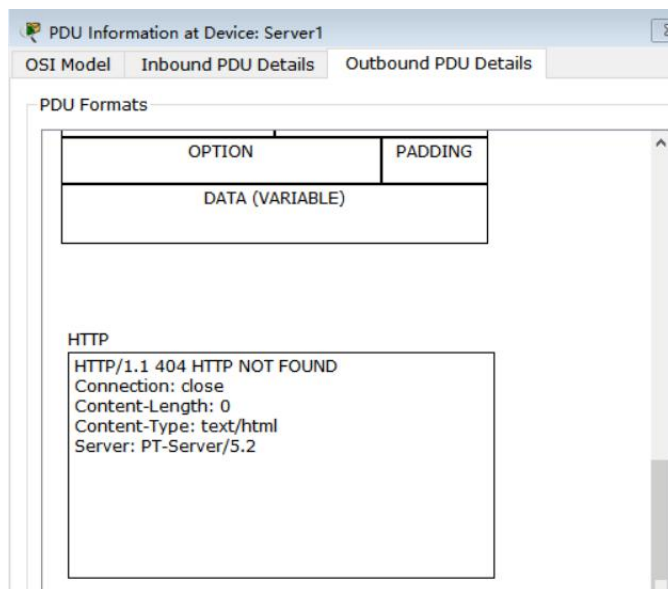 PDU Information at Device: Server1
OSI Model Inbound PDU Details Outbound PDU Details
PDU Formats
OPTION PADDING
DATA (VARIABLE)
HTTP
HTTP/1.1 404 HTTP NOT FOUND
Connection: close
Content-Length: 0
Content-Type: text/html
Server: PT-Server/5.2